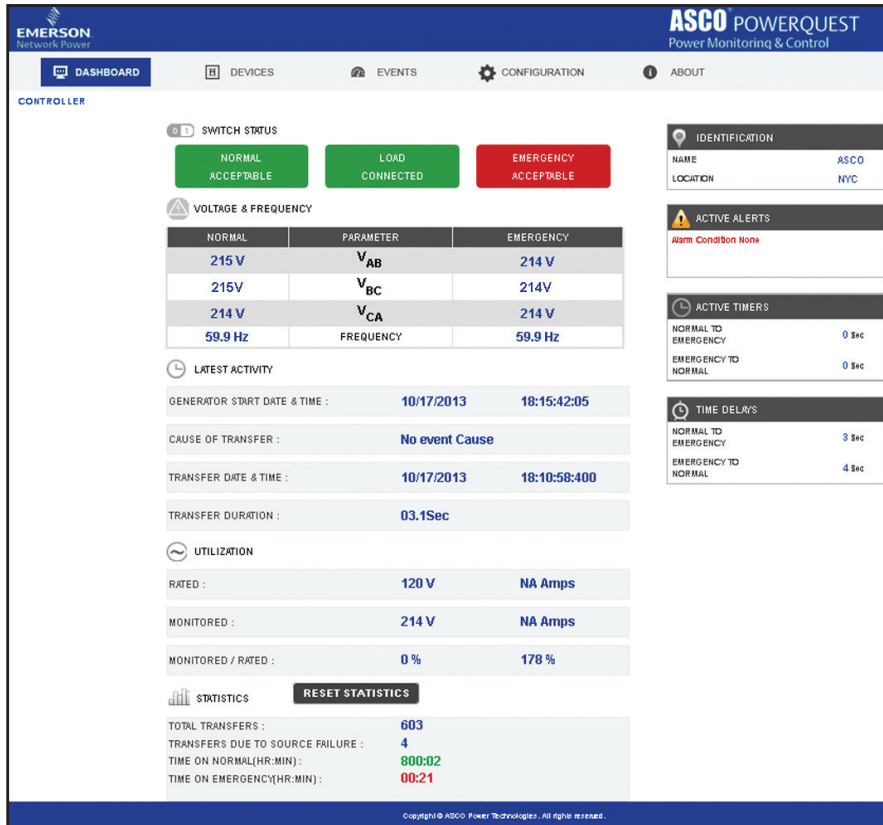 EMERSON
Network Power
ASCO POWERQUEST
Power Monitoring & Control
DASHBOARD
DEVICES
EVENTS
CONFIGURATION
ABOUT
CONTROLLER
0 1 SWITCH STATUS
NORMAL
ACCEPTABLE
LOAD
CONNECTED
EMERGENCY
ACCEPTABLE
VOLTAGE & FREQUENCY
NORMAL PARAMETER EMERGENCY
215 V VAB 214 V
215V VBC 214V
214 V VCA 214 V
59.9 Hz FREQUENCY 59.9 Hz
LATEST ACTIVITY
GENERATOR START DATE & TIME : 10/17/2013 18:15:42:05
CAUSE OF TRANSFER : No event Cause
TRANSFER DATE & TIME : 10/17/2013 18:10:58:400
TRANSFER DURATION : 03.1Sec
UTILIZATION
RATED : 120 V NA Amps
MONITORED : 214 V NA Amps
MONITORED / RATED : 0 % 178 %
STATISTICS RESET STATISTICS
TOTAL TRANSFERS : 603
TRANSFERS DUE TO SOURCE FAILURE : 4
TIME ON NORMAL(HR:MIN) : 800:02
TIME ON EMERGENCY(HR:MIN) : 00:21
IDENTIFICATION
NAME ASCO
LOCATION NYC
ACTIVE ALERTS
Alarm Condition None
ACTIVE TIMERS
NORMAL TO
EMERGENCY 0 Sec
EMERGENCY TO
NORMAL 0 Sec
TIME DELAYS
NORMAL TO
EMERGENCY 3 Sec
EMERGENCY TO
NORMAL 4 Sec
Copyright © ASCO Power Technologies. All rights reserved.